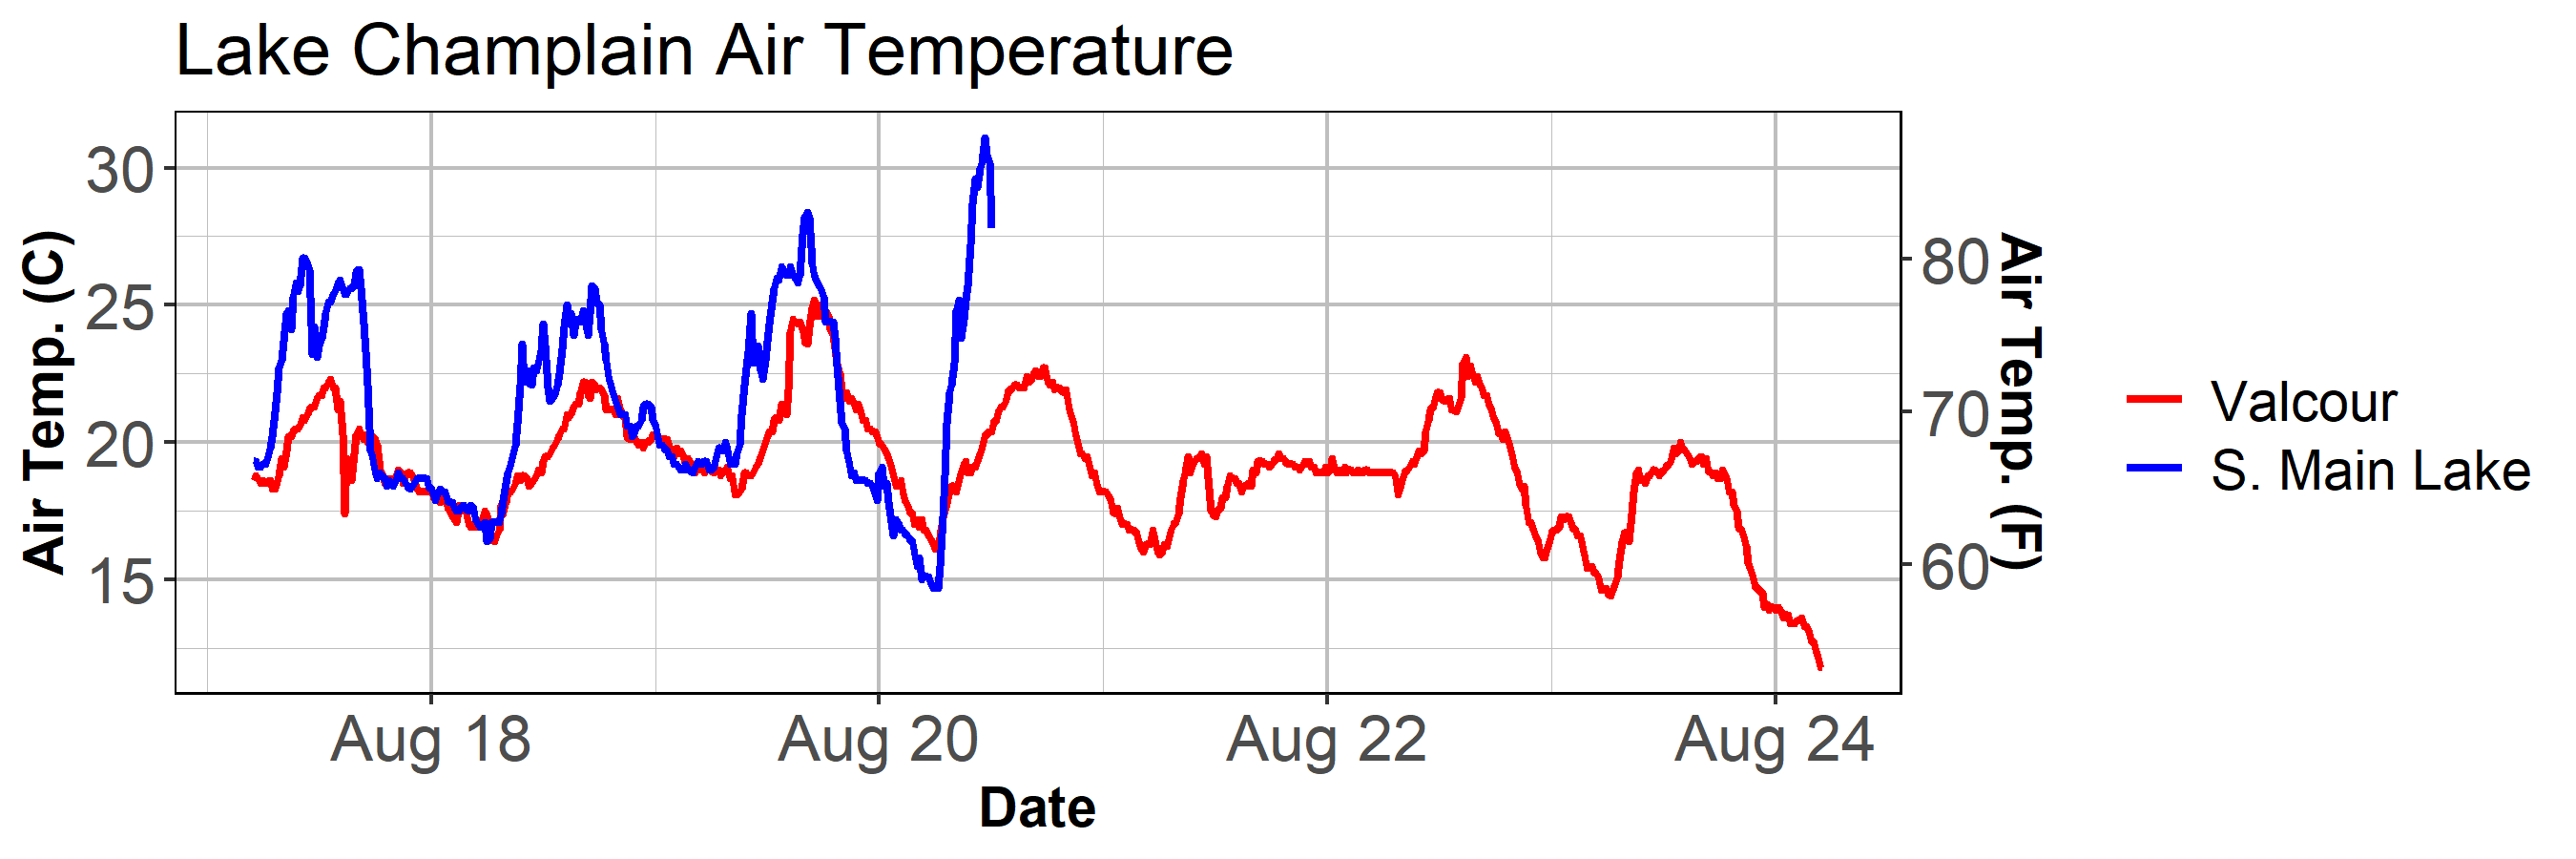 Lake Champlain Air Temperature
Air Temp. (C)
30
25
20
15
80
70
60
Air Temp. (F)
Aug 18
Aug 20
Aug 22
Aug 24
Date
Valcour
S. Main Lake